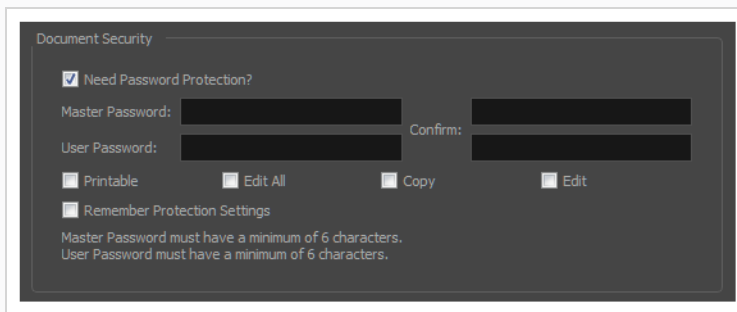 Document Security
Need Password Protection?
Master Password:
Confirm:
User Password:
Printable Edit All Copy Edit
Remember Protection Settings
Master Password must have a minimum of 6 characters.
User Password must have a minimum of 6 characters.